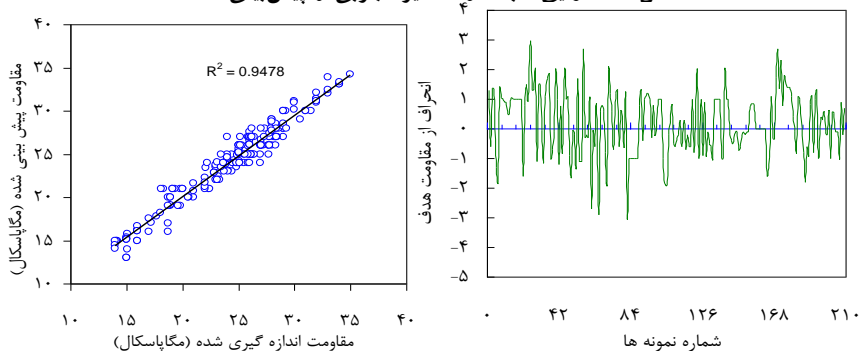 R² = 0.9478
۴۰
۳۵
۳۰
۲۵
۲۰
۱۵
۱۰
مقاومت پیش بینی شده (مگاپاسکال)
۱۰ ۱۵ ۲۰ ۲۵ ۳۰ ۳۵ ۴۰
مقاومت اندازه گیری شده (مگاپاسکال)
۴
۳
۲
۱
۰
-۱
-۲
-۳
-۴
-۵
انحراف از مقاومت هدف
۰ ۴۲ ۸۴ ۱۲۶ ۱۶۸ ۲۱۰
شماره نمونه ها